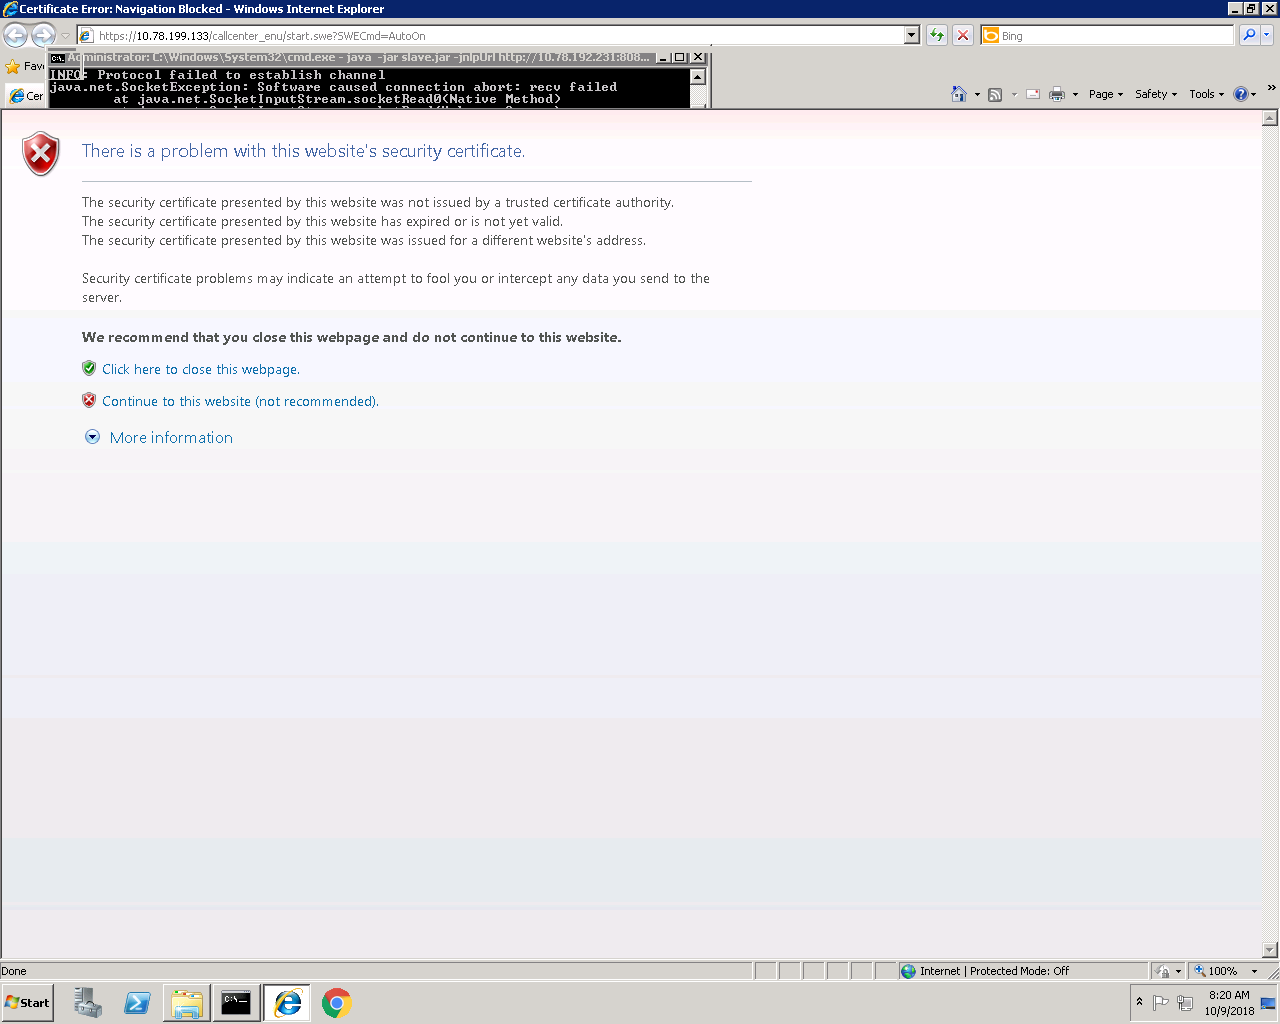 Certificate Error: Navigation Blocked - Windows Internet Explorer
https://10.78.199.133/callcenter_enu/start.swe?SWECmd=AutoOn
Bing
Administrator: C:\Windows\System32\cmd.exe - java -jar slave.jar -jnlpUrl http://10.78.192.231:808...
Fav
INFO: Protocol failed to establish channel
java.net.SocketException: Software caused connection abort: recv failed
at java.net.SocketInputStream.socketRead0(Native Method)
Cer
Page
Safety
Tools
There is a problem with this website's security certificate.
The security certificate presented by this website was not issued by a trusted certificate authority.
The security certificate presented by this website has expired or is not yet valid.
The security certificate presented by this website was issued for a different website's address.
Security certificate problems may indicate an attempt to fool you or intercept any data you send to the
server.
We recommend that you close this webpage and do not continue to this website.
Click here to close this webpage.
Continue to this website (not recommended).
More information
Done
Internet | Protected Mode: Off
100%
Start
8:20 AM
10/9/2018